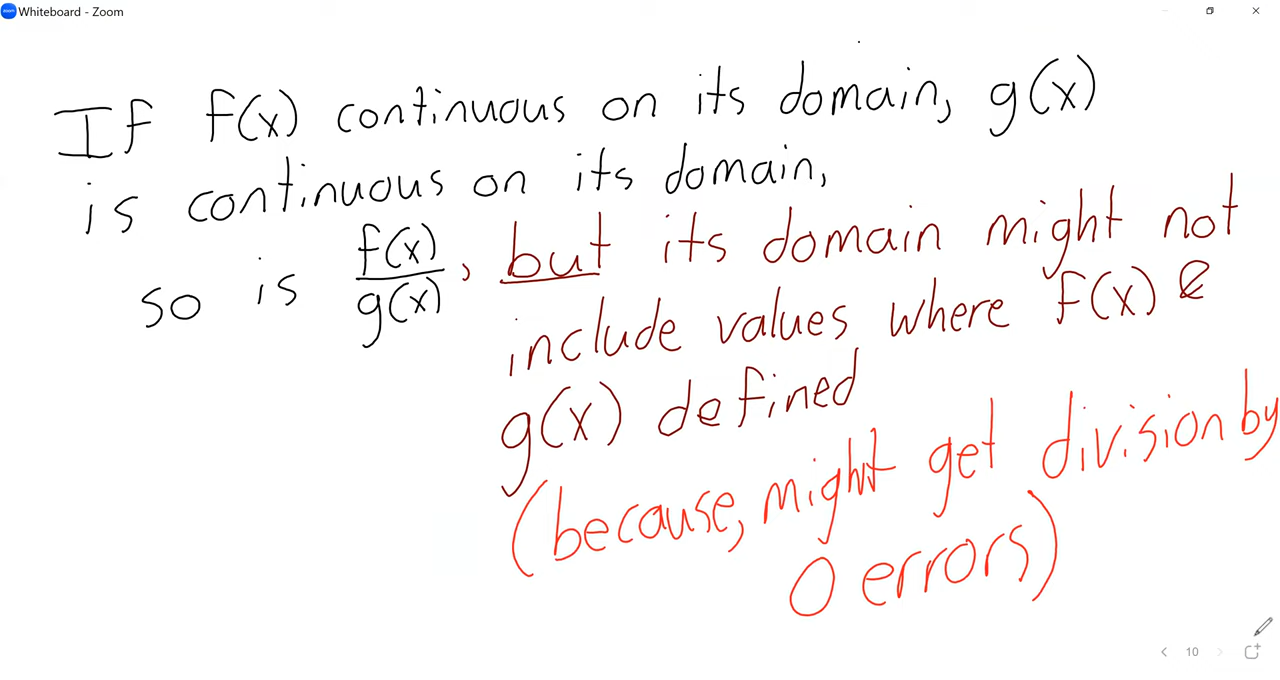 Whiteboard - Zoom
If f(x) continuous on its domain, g(x)
is continuous on its domain,
so is f(x)/g(x), but its domain might not
include values where f(x) &
g(x) defined
(because, might get division by
0 errors)
10